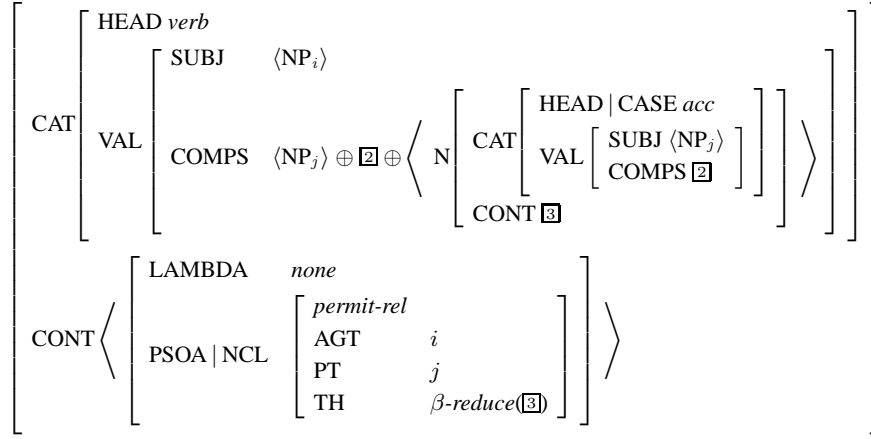 HEAD verb
SUBJ ⟨NP_i⟩
CAT VAL COMPS ⟨NP_j⟩ ⊕ [2] ⊕ ⟨ N CAT HEAD | CASE acc
VAL SUBJ ⟨NP_j⟩
COMPS [2]
CONT [3] ⟩
LAMBDA none
CONT ⟨ PSOA | NCL permit-rel
AGT i
PT j
TH β-reduce([3]) ⟩